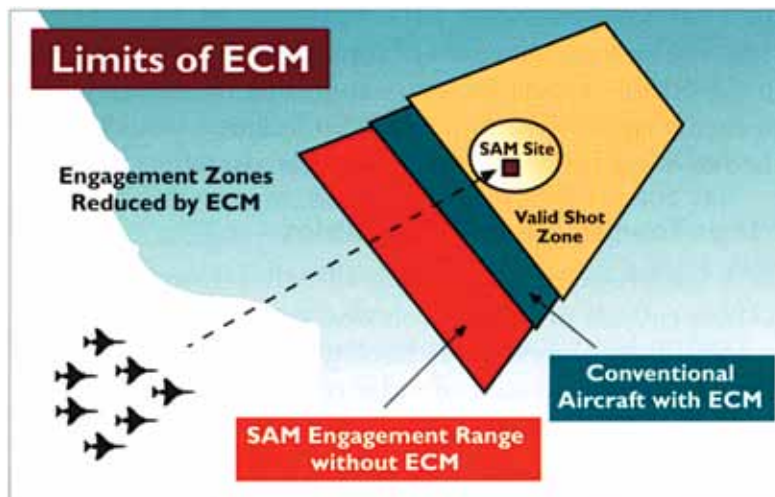 Limits of ECM
Engagement Zones
Reduced by ECM
SAM Site
Valid Shot
Zone
Conventional
Aircraft with ECM
SAM Engagement Range
without ECM